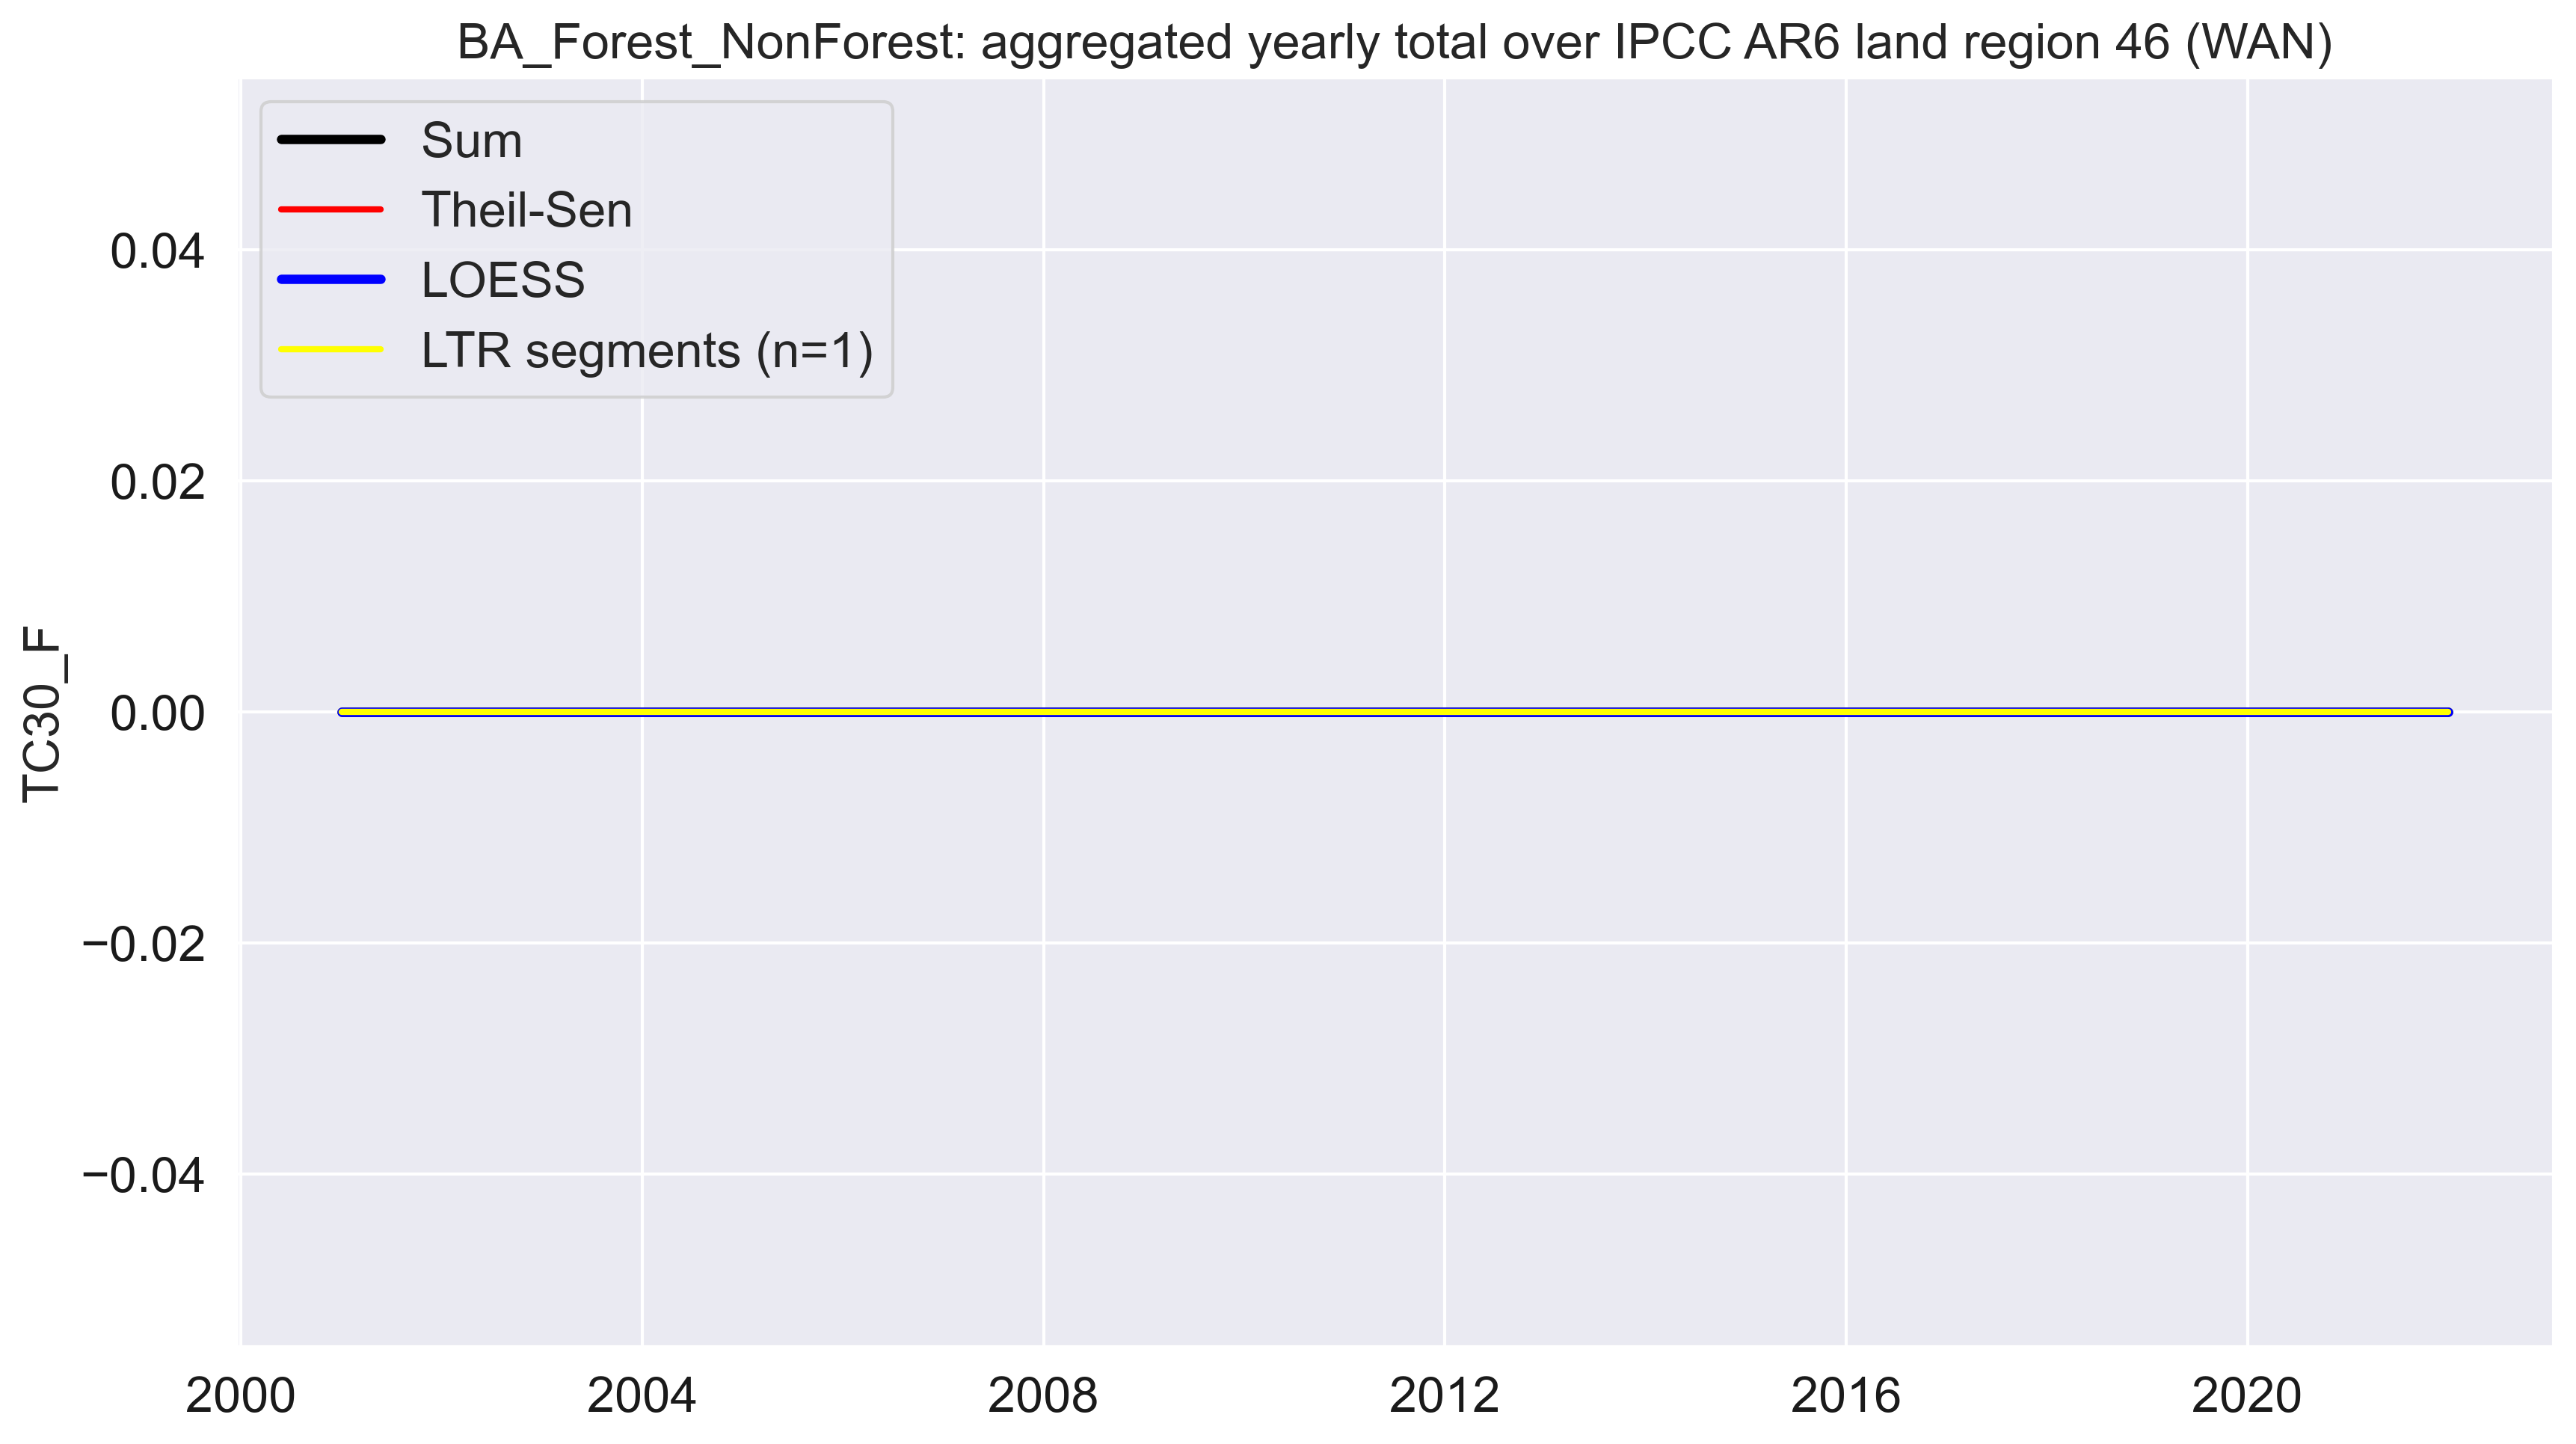 BA_Forest_NonForest: aggregated yearly total over IPCC AR6 land region 46 (WAN)
Sum
Theil-Sen
LOESS
LTR segments (n=1)
0.04
0.02
0.00
−0.02
−0.04
TC30_F
2000 2004 2008 2012 2016 2020